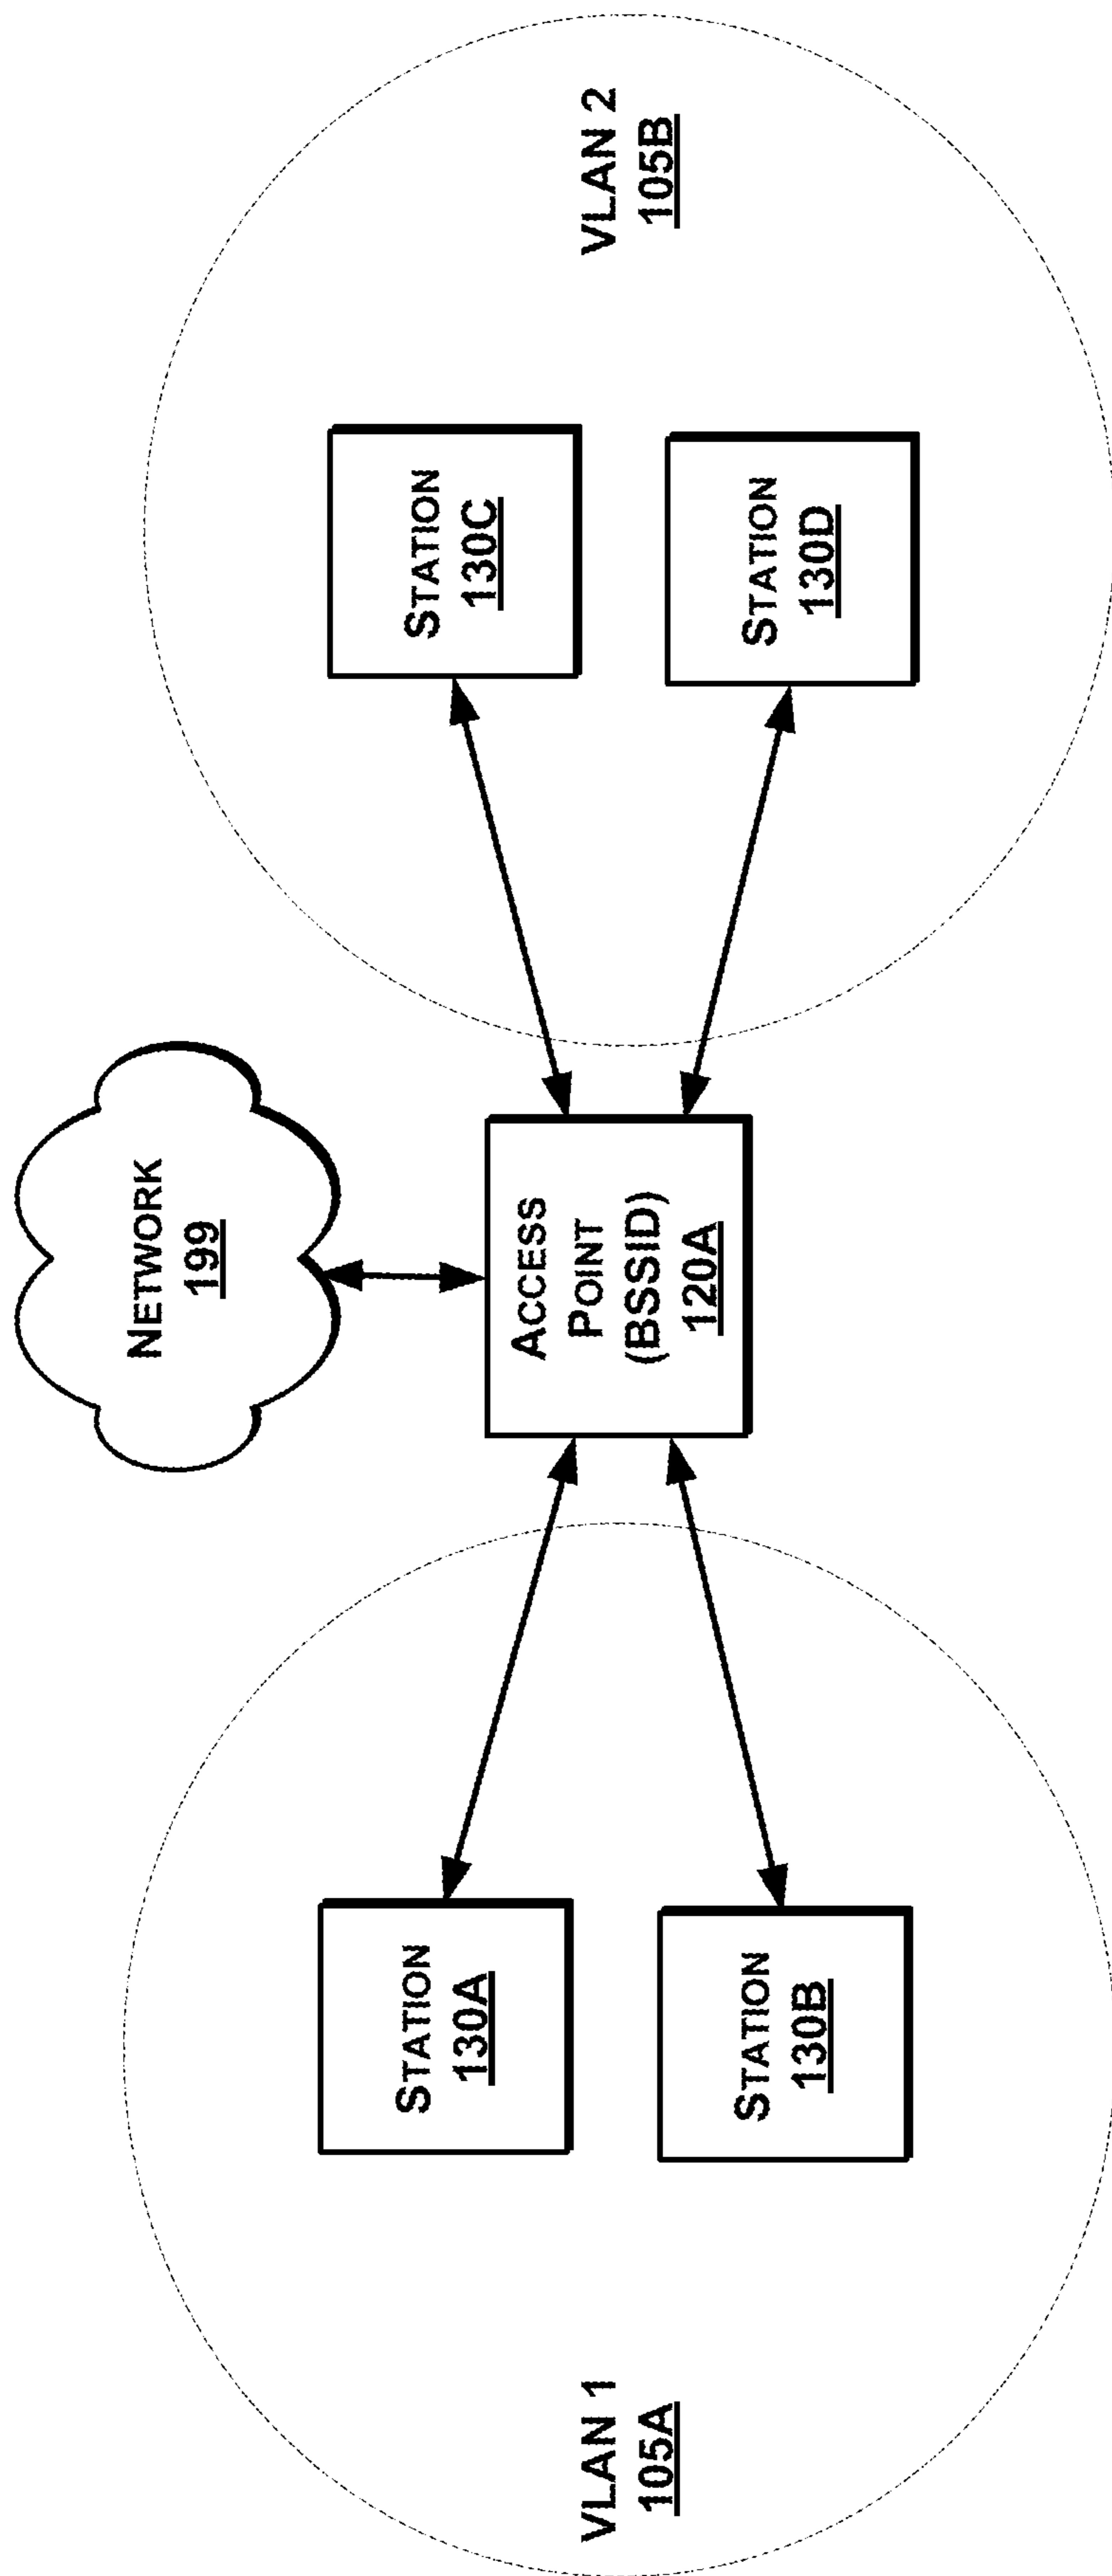 NETWORK
199
VLAN 1
105A
STATION
130A
STATION
130B
ACCESS
POINT
(BSSID)
120A
STATION
130C
STATION
130D
VLAN 2
105B